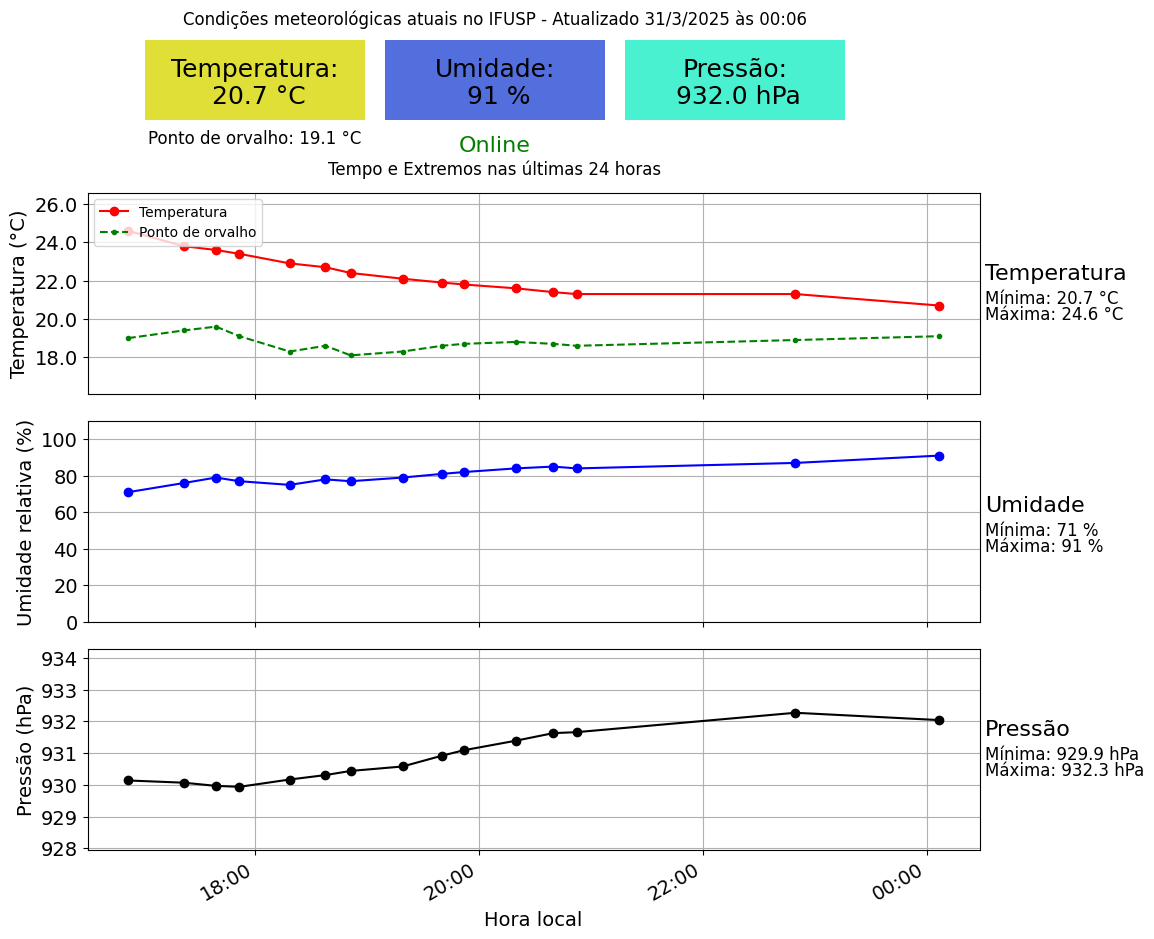 Condições meteorológicas atuais no IFUSP - Atualizado 31/3/2025 às 00:06
Temperatura:
20.7 °C
Umidade:
91 %
Pressão:
932.0 hPa
Ponto de orvalho: 19.1 °C
Online
Tempo e Extremos nas últimas 24 horas
Temperatura (°C)
26.0
24.0
22.0
20.0
18.0
Temperatura
Ponto de orvalho
Temperatura
Mínima: 20.7 °C
Máxima: 24.6 °C
Umidade relativa (%)
100
80
60
40
20
0
Umidade
Mínima: 71 %
Máxima: 91 %
Pressão (hPa)
934
933
932
931
930
929
928
Pressão
Mínima: 929.9 hPa
Máxima: 932.3 hPa
18:00
20:00
22:00
00:00
Hora local